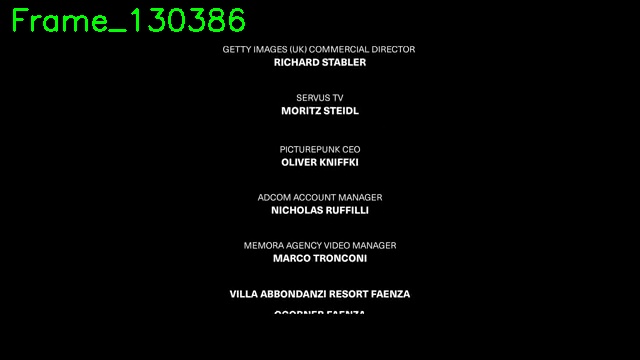 Frame_130386
GETTY IMAGES (UK) COMMERCIAL DIRECTOR
RICHARD STABLER
SERVUS TV
MORITZ STEIDL
PICTUREPUNK CEO
OLIVER KNIFFKI
ADCOM ACCOUNT MANAGER
NICHOLAS RUFFILLI
MEMORA AGENCY VIDEO MANAGER
MARCO TRONCONI
VILLA ABBONDANZI RESORT FAENZA